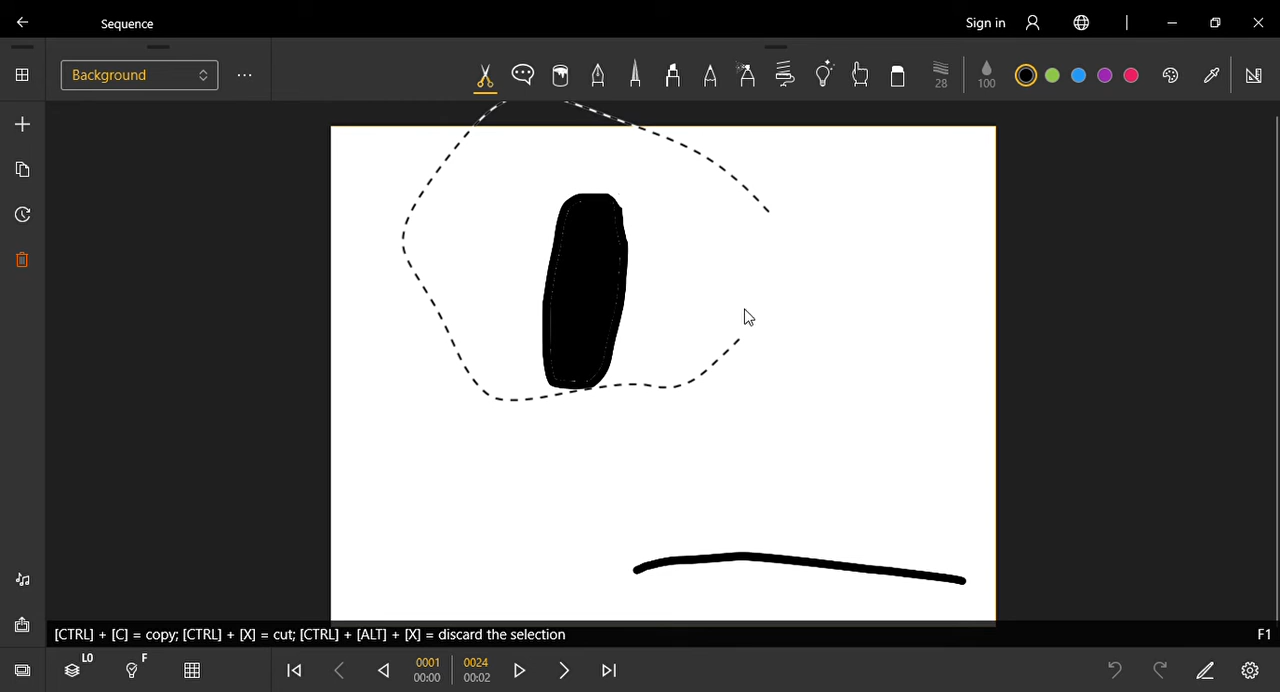 Sequence
Sign in
Background
28
100
L0
F
0001
00:00
0024
00:02
[CTRL] + [C] = copy; [CTRL] + [X] = cut; [CTRL] + [ALT] + [X] = discard the selection
F1